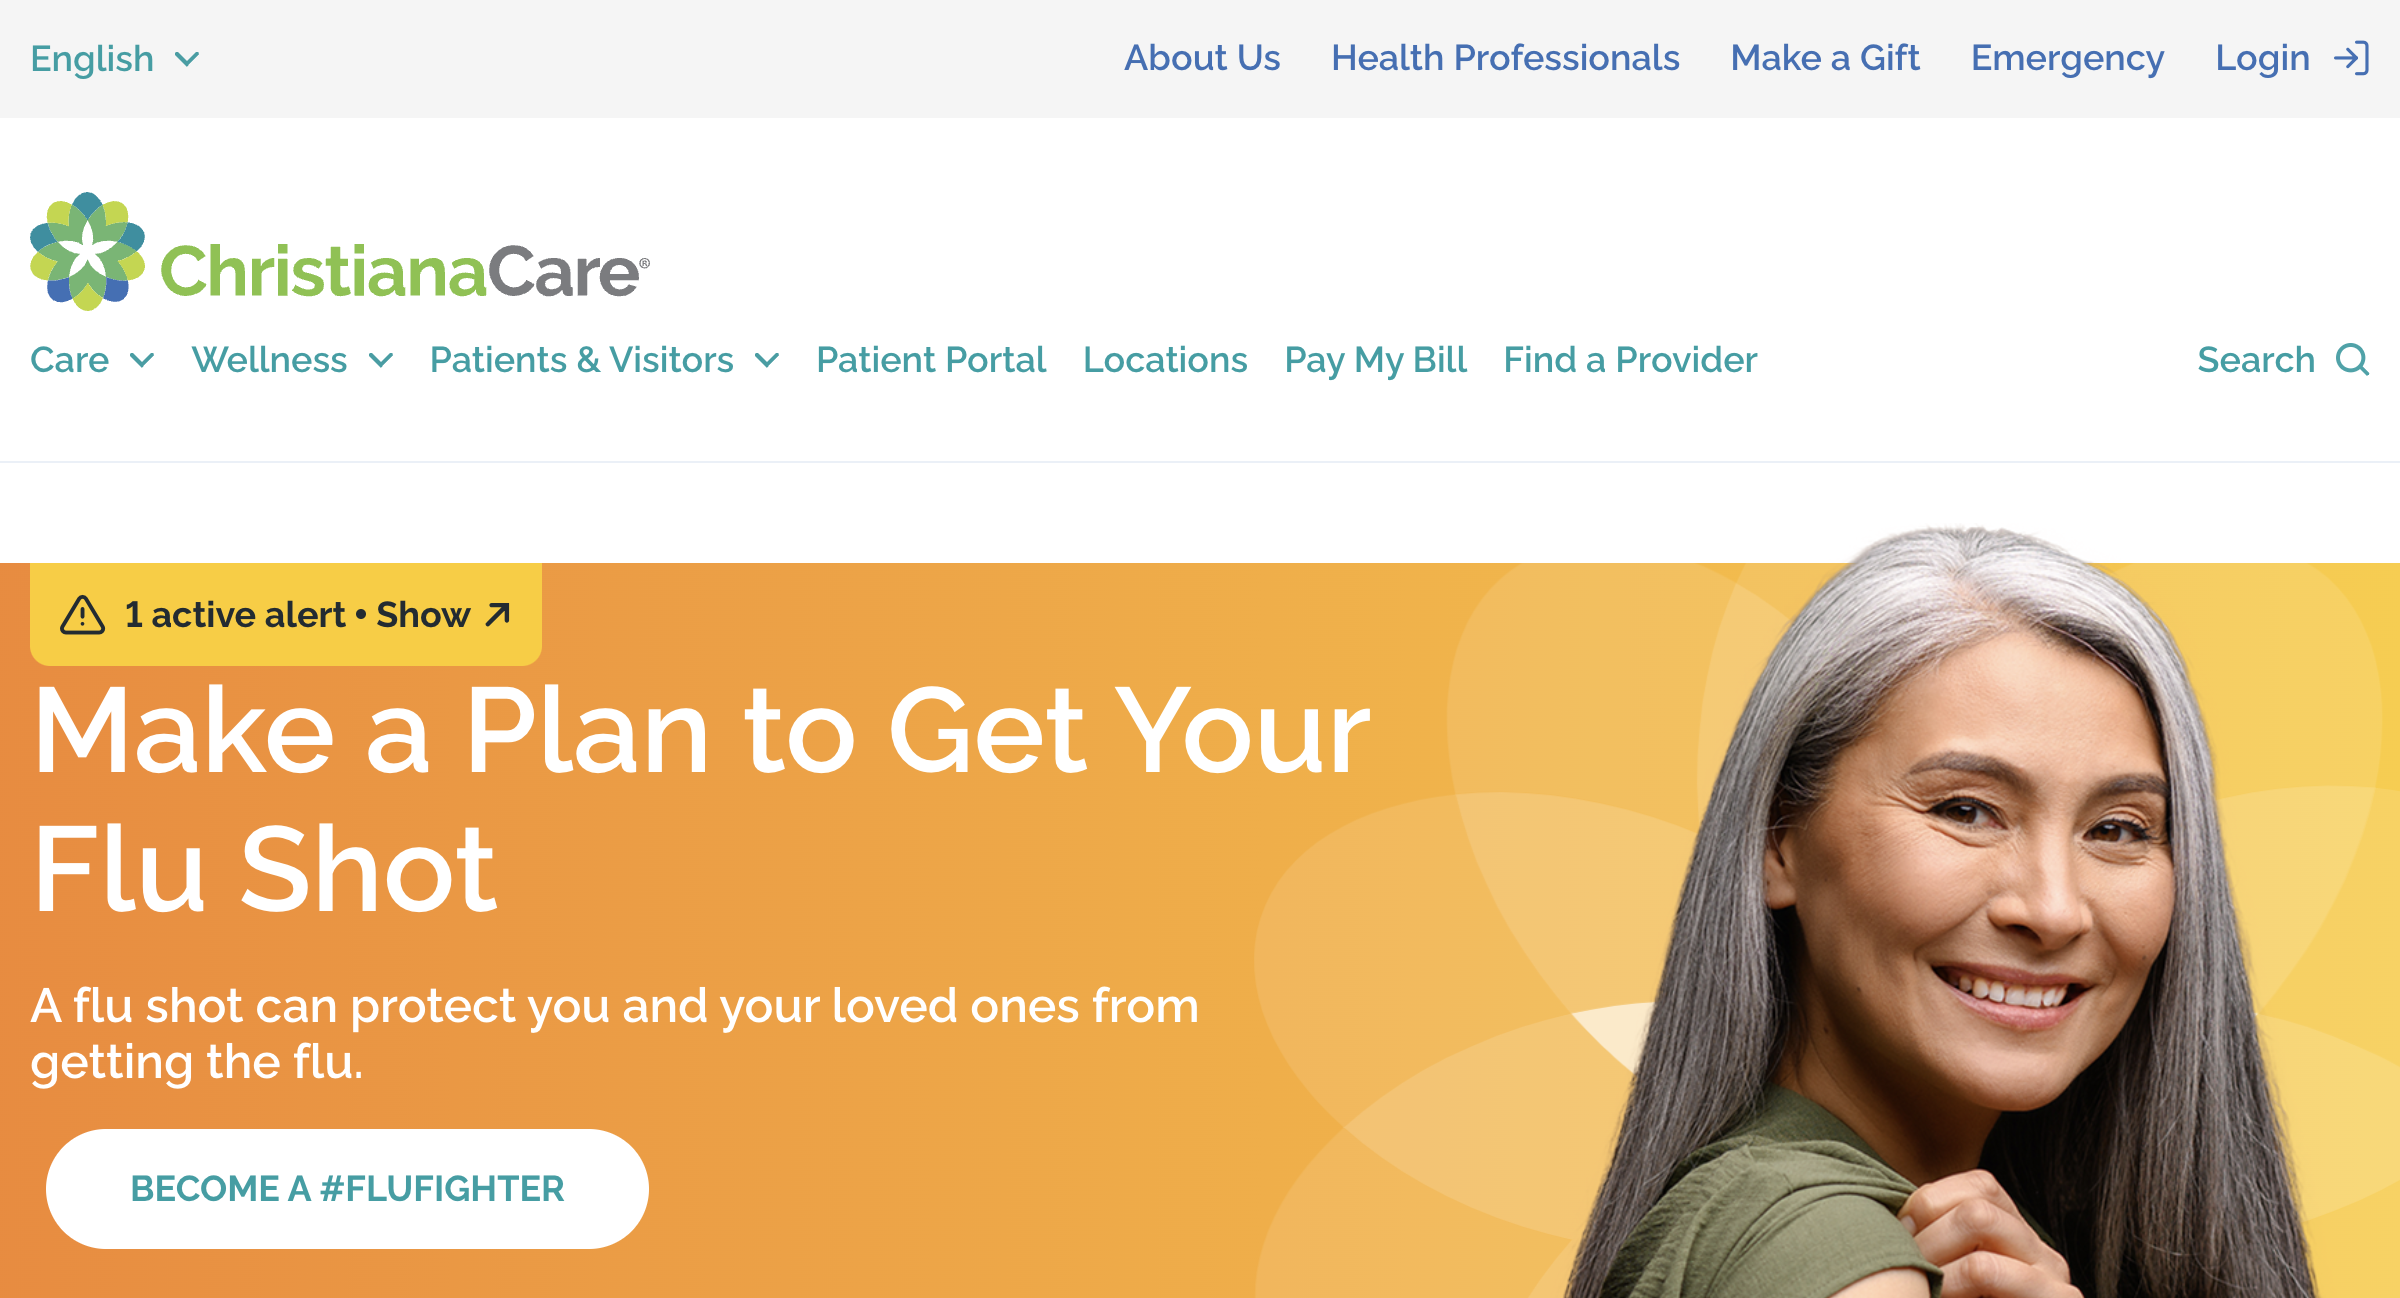 English
About Us Health Professionals Make a Gift Emergency Login
ChristianaCare®
Care Wellness Patients & Visitors Patient Portal Locations Pay My Bill Find a Provider Search
1 active alert • Show
Make a Plan to Get Your
Flu Shot
A flu shot can protect you and your loved ones from
getting the flu.
BECOME A #FLUFIGHTER